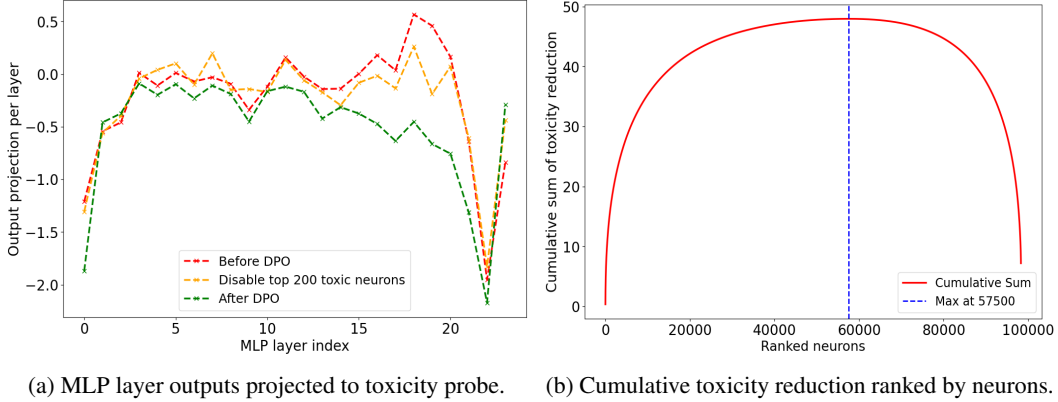 0.5
0.0
−0.5
−1.0
−1.5
−2.0
Output projection per layer
Before DPO
Disable top 200 toxic neurons
After DPO
0 5 10 15 20
MLP layer index
(a) MLP layer outputs projected to toxicity probe.
50
40
30
20
10
0
Cumulative sum of toxicity reduction
Cumulative Sum
Max at 57500
0 20000 40000 60000 80000 100000
Ranked neurons
(b) Cumulative toxicity reduction ranked by neurons.